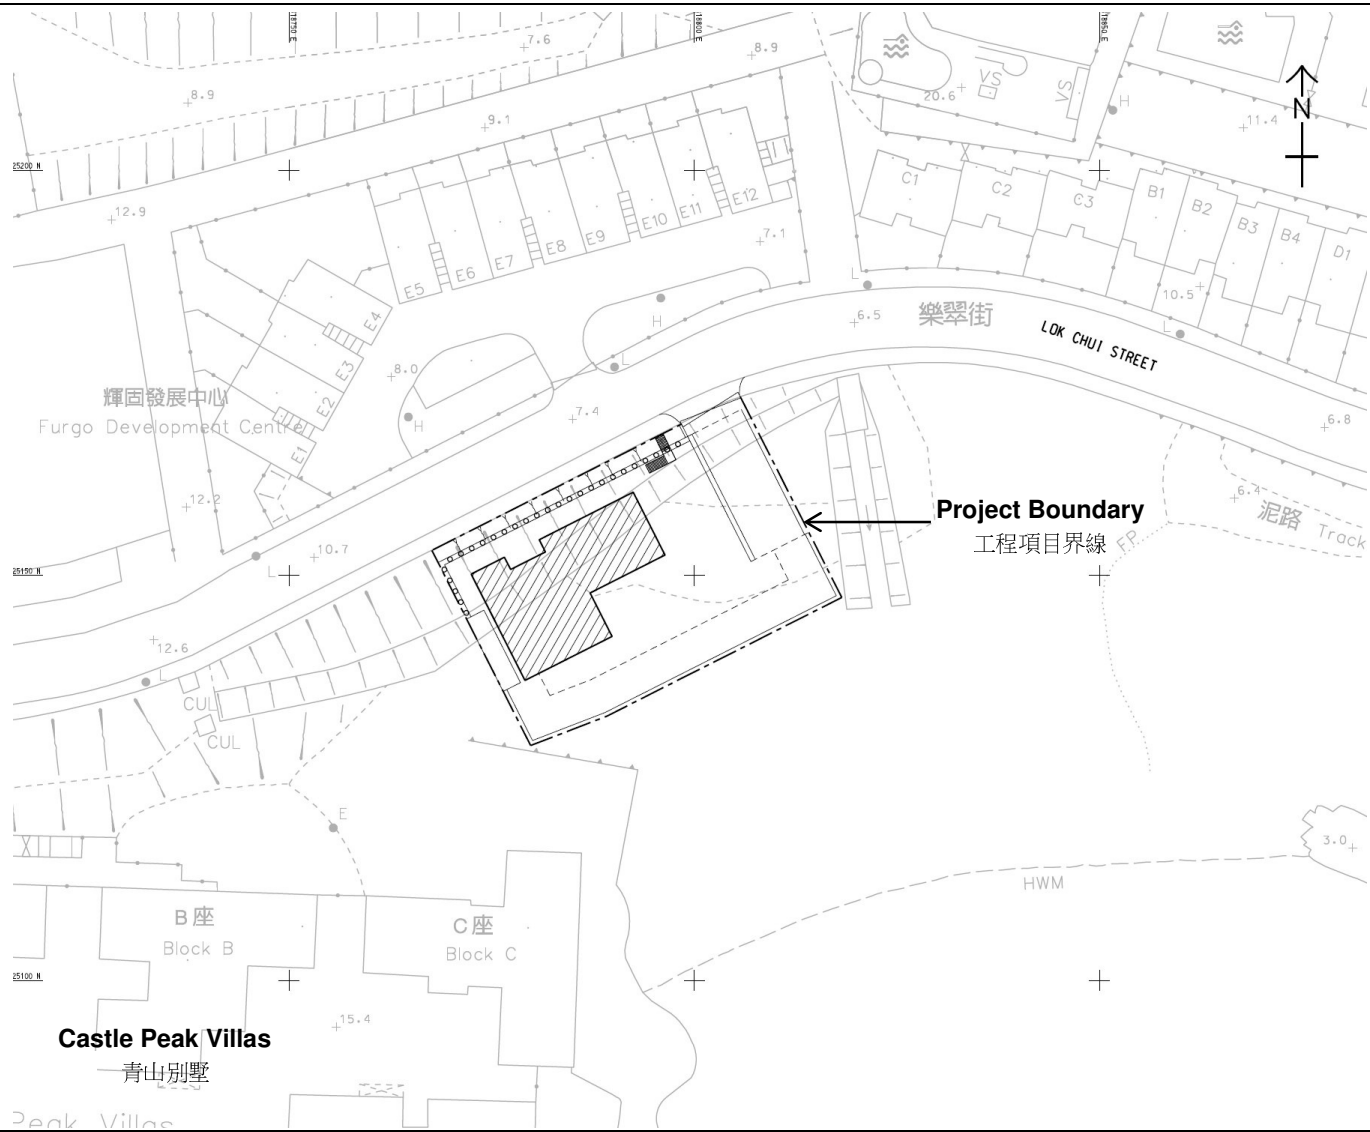 18750 E
18800 E
18850 E
7.6
8.9
VS
VS
20.6
H
N
8.9
9.1
11.4
25200 N
12.9
C1
C2
C3
B1
B2
B3
B4
D1
E5
E6
E7
E8
E9
E10
E11
E12
7.1
L
10.5
H
6.5
樂翠街
LOK CHUI STREET
L
E4
E3
E2
E1
8.0
L
輝固發展中心
Furgo Development Centre
H
7.4
6.8
12.2
6.4
泥路
Track
Project Boundary
工程項目界線
FP
10.7
L
25150 N
12.6
L
CUL
CUL
E
3.0
HWM
B座
Block B
C座
Block C
25100 N
15.4
Castle Peak Villas
青山別墅
Peak Villas